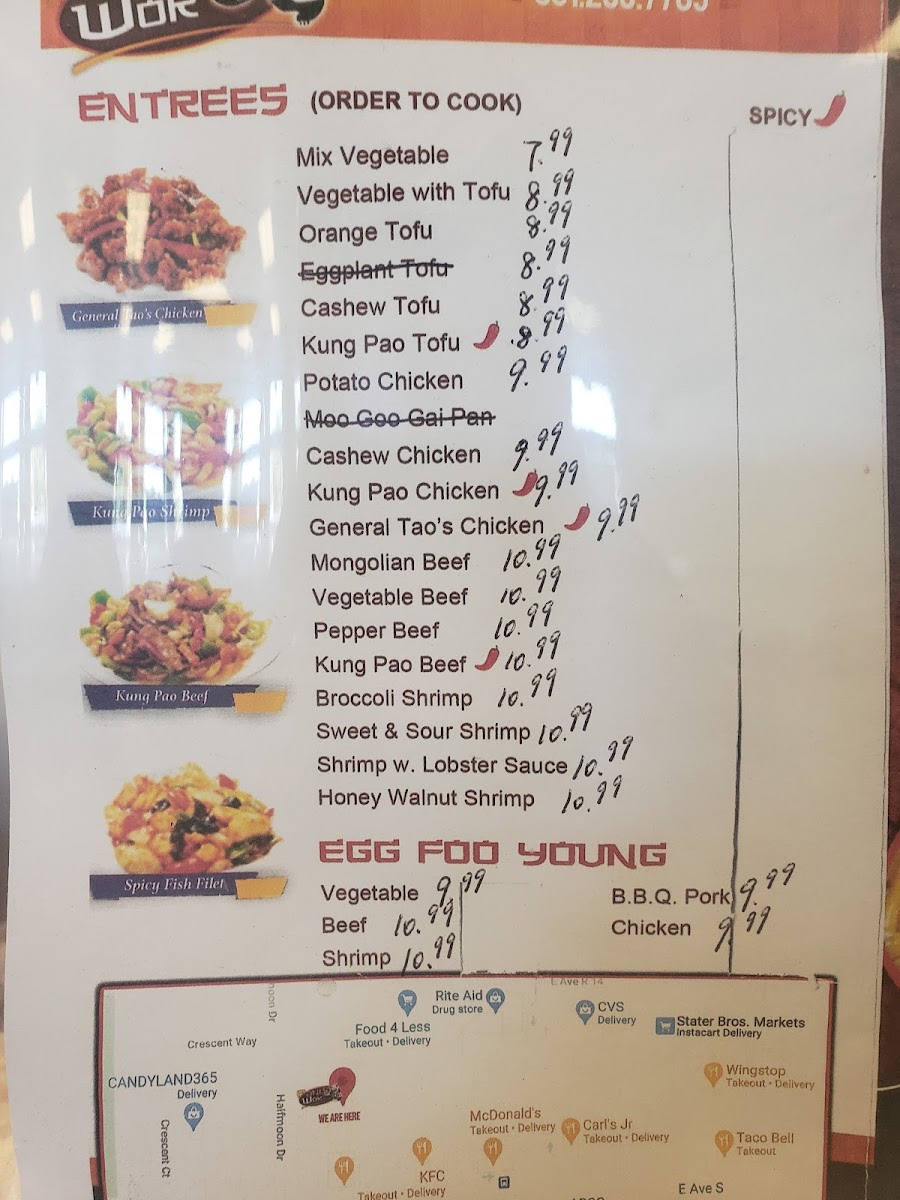 WOK
ENTREES (ORDER TO COOK)
SPICY
Mix Vegetable 7.99
Vegetable with Tofu 8.99
Orange Tofu 8.99
Eggplant Tofu 8.99
Cashew Tofu 8.99
Kung Pao Tofu 8.99
Potato Chicken 9.99
Moo Goo Gai Pan
Cashew Chicken 9.99
Kung Pao Chicken 9.99
General Tao's Chicken 9.99
Mongolian Beef 10.99
Vegetable Beef 10.99
Pepper Beef 10.99
Kung Pao Beef 10.99
Broccoli Shrimp 10.99
Sweet & Sour Shrimp 10.99
Shrimp w. Lobster Sauce 10.99
Honey Walnut Shrimp 10.99
General Tao's Chicken
Kung Pao Shrimp
Kung Pao Beef
Spicy Fish Filet
EGG FOO YOUNG
Vegetable 9.99
B.B.Q. Pork 9.99
Beef 10.99
Chicken 9.99
Shrimp 10.99
E Ave R 14
Rite Aid
Drug store
CVS
Delivery
Food 4 Less
Takeout • Delivery
Stater Bros. Markets
Instacart Delivery
Crescent Way
CANDYLAND365
Delivery
Wingstop
Takeout • Delivery
WOK
WE ARE HERE
Halfmoon Dr
Crescent Ct
McDonald's
Takeout • Delivery
Carl's Jr
Takeout • Delivery
Taco Bell
Takeout
KFC
Takeout • Delivery
E Ave S